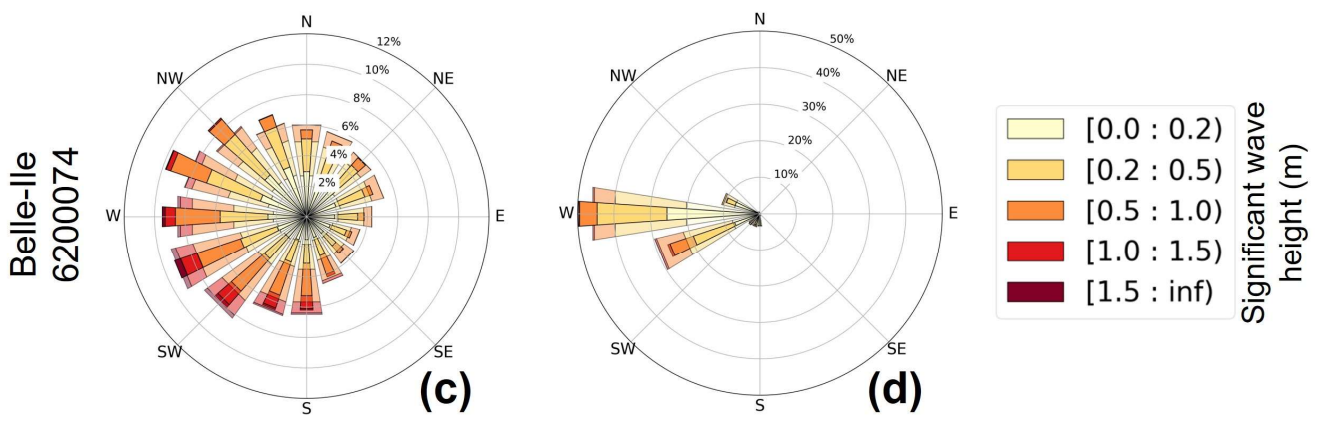 Belle-Ile
6200074
N
NE
E
SE
S
SW
W
NW
12%
10%
8%
6%
4%
2%
(c)
N
NE
E
SE
S
SW
W
NW
50%
40%
30%
20%
10%
(d)
[0.0 : 0.2)
[0.2 : 0.5)
[0.5 : 1.0)
[1.0 : 1.5)
[1.5 : inf)
Significant wave
height (m)